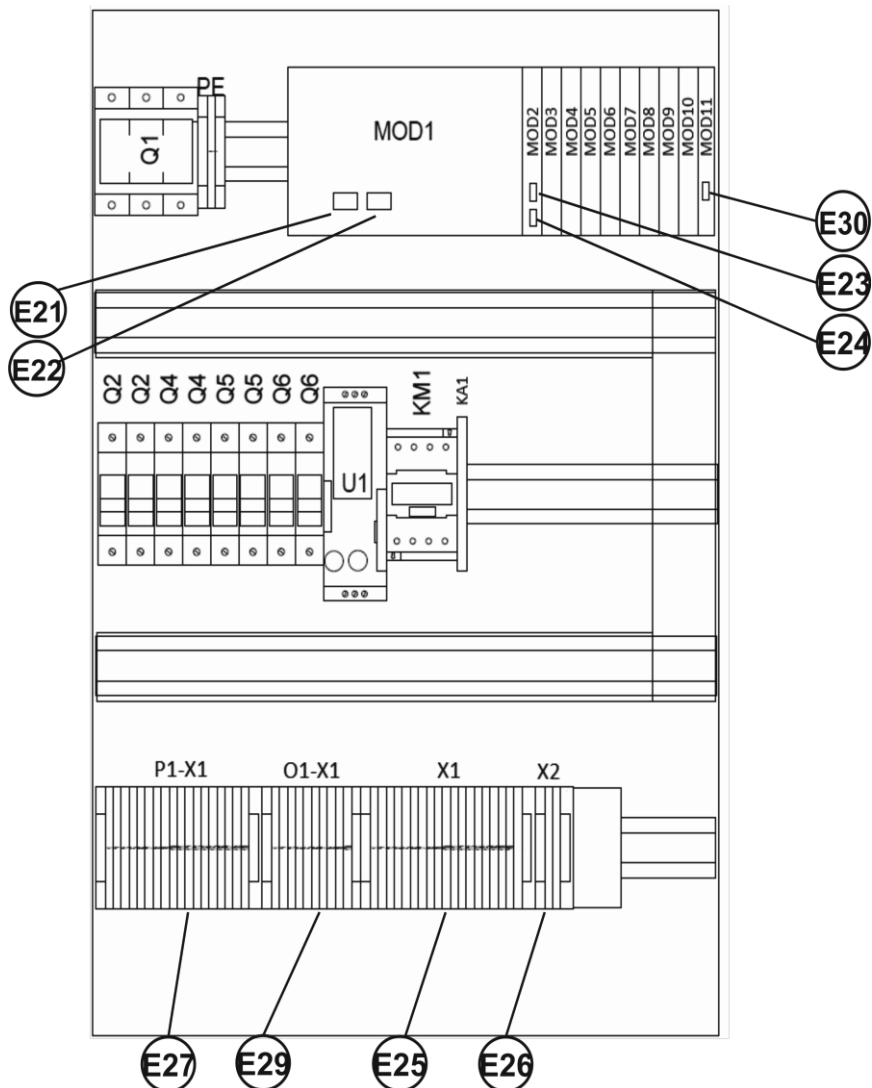 PE
Q1
MOD1
MOD2
MOD3
MOD4
MOD5
MOD6
MOD7
MOD8
MOD9
MOD10
MOD11
E30
E23
E21
E24
E22
Q2
Q2
Q4
Q4
Q5
Q5
Q6
Q6
U1
KM1
KA1
P1-X1
O1-X1
X1
X2
E27
E29
E25
E26